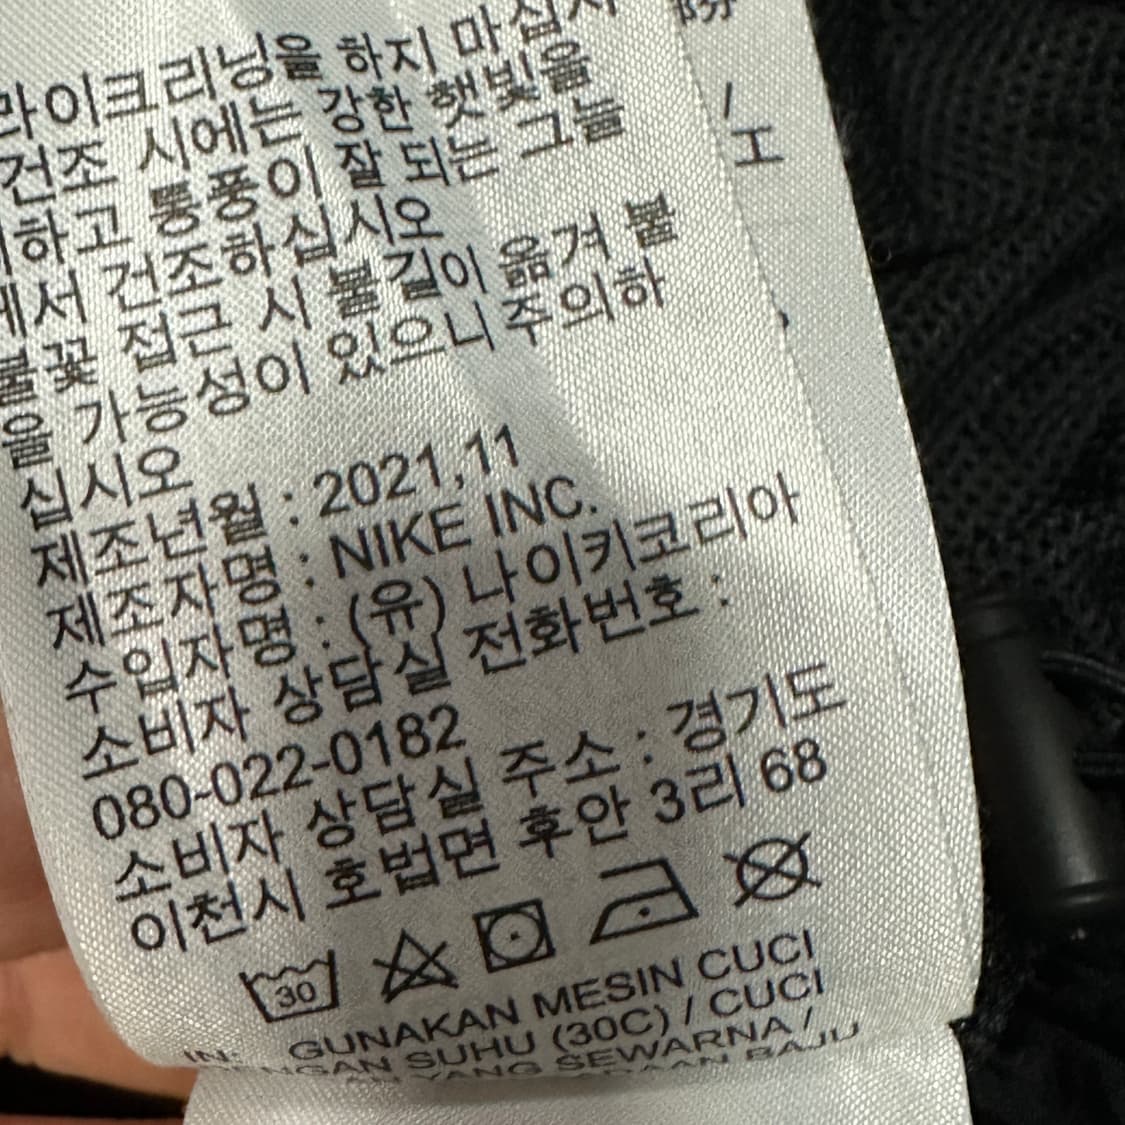 라이크리닝을 하지 마십시
건조 시에는 강한 햇빛을
하고 통풍이 잘 되는 그늘
에서 건조하십시오
불꽃 접근 시 불길이 옮겨 붙
을 가능성이 있으니 주의하
십시오
제조년월 : 2021,11
제조자명 : NIKE INC.
수입자명 : (유) 나이키코리아
소비자 상담실 전화번호 :
080-022-0182
소비자 상담실 주소 : 경기도
이천시 호법면 후안 3리 68
30
IN: GUNAKAN MESIN CUCI
DENGAN SUHU (30C) / CUCI
YANG SEWARNA /
BAJU
/
工